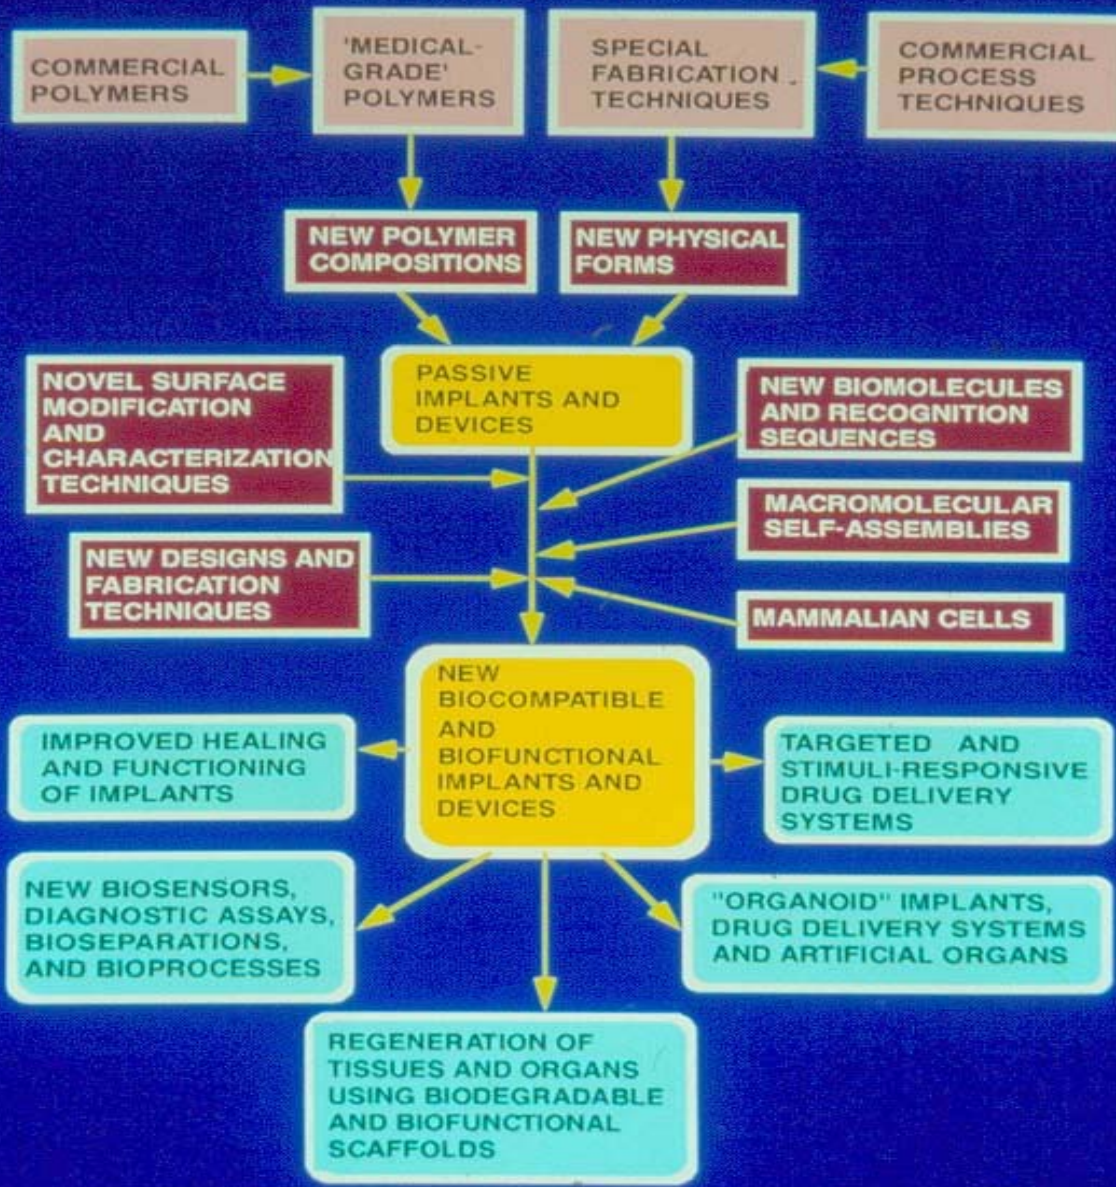 COMMERCIAL
POLYMERS
'MEDICAL-
GRADE'
POLYMERS
SPECIAL
FABRICATION
TECHNIQUES
COMMERCIAL
PROCESS
TECHNIQUES
NEW POLYMER
COMPOSITIONS
NEW PHYSICAL
FORMS
PASSIVE
IMPLANTS AND
DEVICES
NOVEL SURFACE
MODIFICATION
AND
CHARACTERIZATION
TECHNIQUES
NEW BIOMOLECULES
AND RECOGNITION
SEQUENCES
MACROMOLECULAR
SELF-ASSEMBLIES
NEW DESIGNS AND
FABRICATION
TECHNIQUES
MAMMALIAN CELLS
NEW
BIOCOMPATIBLE
AND
BIOFUNCTIONAL
IMPLANTS AND
DEVICES
IMPROVED HEALING
AND FUNCTIONING
OF IMPLANTS
TARGETED AND
STIMULI-RESPONSIVE
DRUG DELIVERY
SYSTEMS
NEW BIOSENSORS,
DIAGNOSTIC ASSAYS,
BIOSEPARATIONS,
AND BIOPROCESSES
"ORGANOID" IMPLANTS,
DRUG DELIVERY SYSTEMS
AND ARTIFICIAL ORGANS
REGENERATION OF
TISSUES AND ORGANS
USING BIODEGRADABLE
AND BIOFUNCTIONAL
SCAFFOLDS